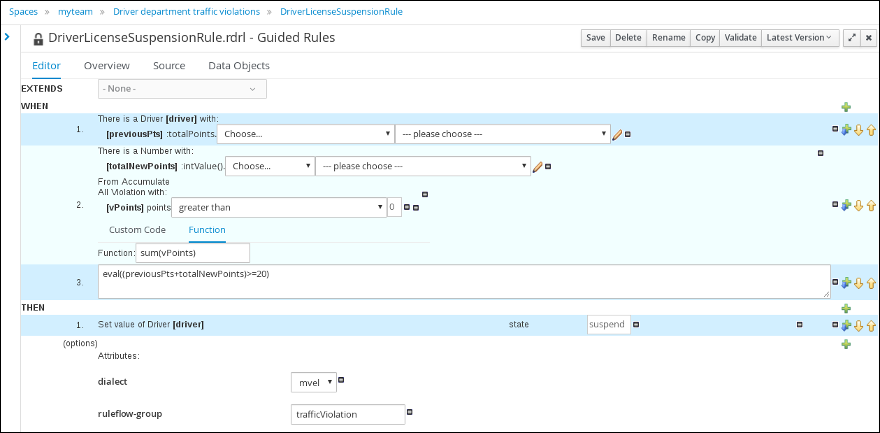 Spaces » myteam » Driver department traffic violations » DriverLicenseSuspensionRule
DriverLicenseSuspensionRule.rdrl - Guided Rules Save Delete Rename Copy Validate Latest Version
Editor Overview Source Data Objects
EXTENDS - None -
WHEN
There is a Driver [driver] with:
1. [previousPts] :totalPoints. Choose... --- please choose ---
There is a Number with:
[totalNewPoints] :intValue(). Choose... --- please choose ---
From Accumulate
All Violation with:
2. [vPoints] points greater than 0
Custom Code Function
Function: sum(vPoints)
3. eval((previousPts+totalNewPoints)>=20)
THEN
1. Set value of Driver [driver] state suspend
(options)
Attributes:
dialect mvel
ruleflow-group trafficViolation